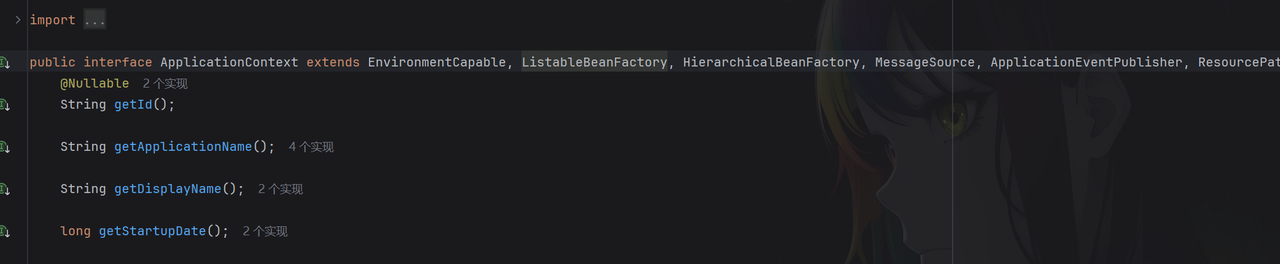 import ...
public interface ApplicationContext extends EnvironmentCapable, ListableBeanFactory, HierarchicalBeanFactory, MessageSource, ApplicationEventPublisher, ResourcePat
@Nullable 2个实现
String getId();
String getApplicationName(); 4个实现
String getDisplayName(); 2个实现
long getStartupDate(); 2个实现